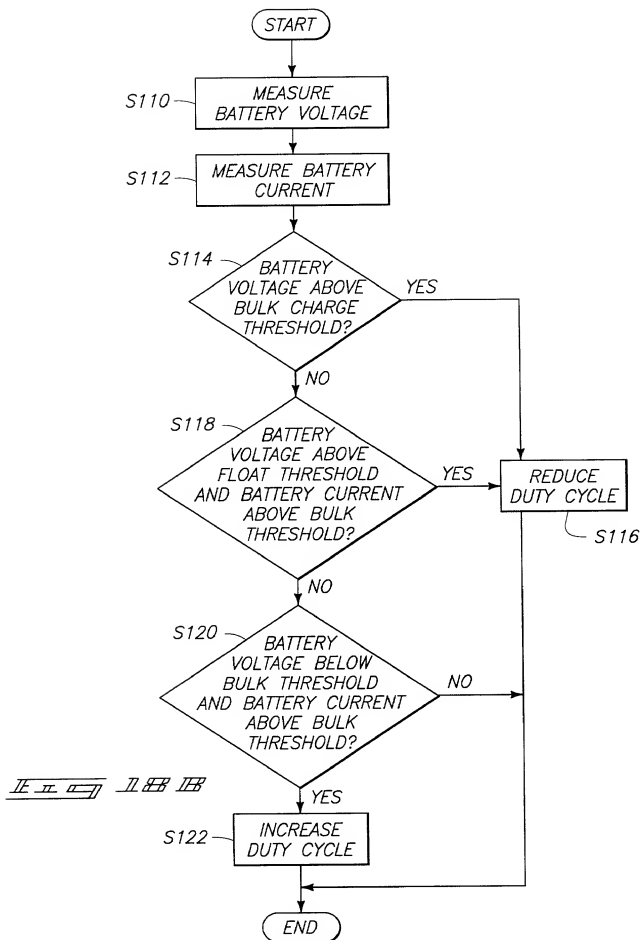 START
S110
MEASURE
BATTERY VOLTAGE
S112
MEASURE BATTERY
CURRENT
S114
BATTERY
VOLTAGE ABOVE
BULK CHARGE
THRESHOLD?
YES
NO
S118
BATTERY
VOLTAGE ABOVE
FLOAT THRESHOLD
AND BATTERY CURRENT
ABOVE BULK
THRESHOLD?
YES
REDUCE
DUTY CYCLE
S116
NO
S120
BATTERY
VOLTAGE BELOW
BULK THRESHOLD
AND BATTERY CURRENT
ABOVE BULK
THRESHOLD?
NO
Fig 18B
YES
S122
INCREASE
DUTY CYCLE
END